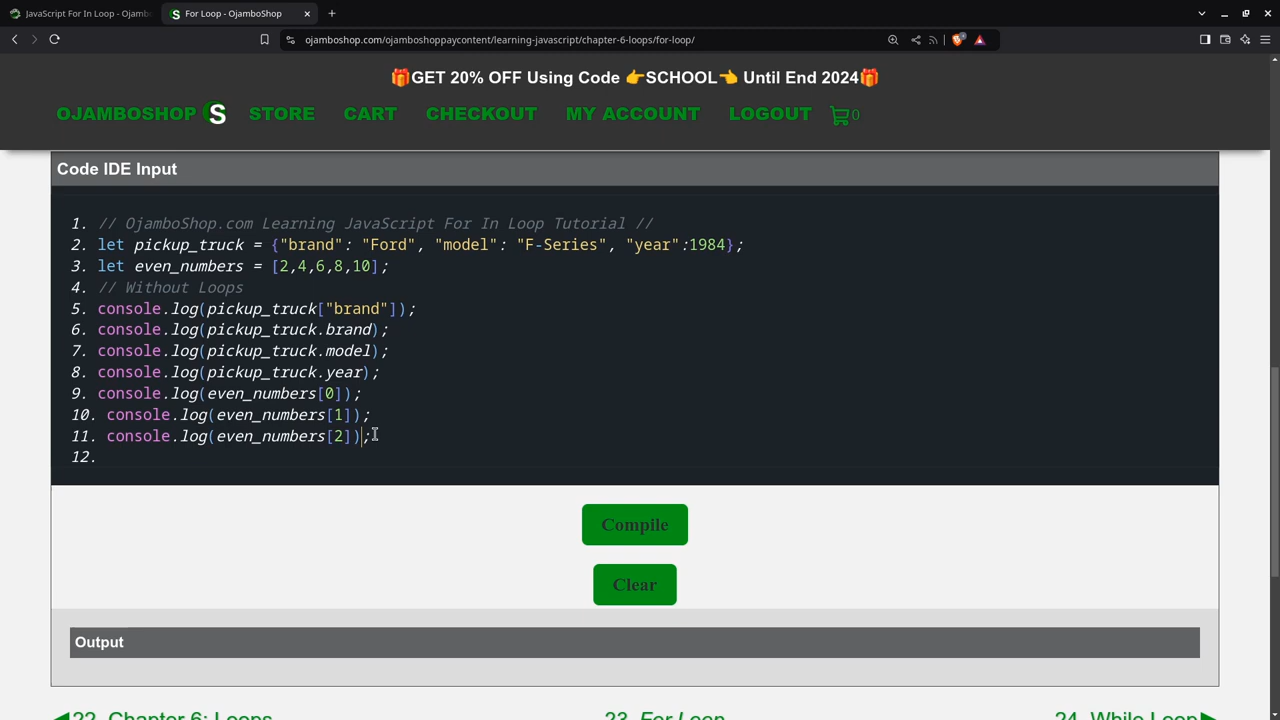 JavaScript For In Loop - Ojamb
For Loop - OjamboShop
ojamboshop.com/ojamboshoppaycontent/learning-javascript/chapter-6-loops/for-loop/
🎁GET 20% OFF Using Code 👉SCHOOL👈 Until End 2024🎁
OJAMBOSHOP S STORE CART CHECKOUT MY ACCOUNT LOGOUT 0
Code IDE Input
1. // OjamboShop.com Learning JavaScript For In Loop Tutorial //
2. let pickup_truck = {"brand": "Ford", "model": "F-Series", "year":1984};
3. let even_numbers = [2,4,6,8,10];
4. // Without Loops
5. console.log(pickup_truck["brand"]);
6. console.log(pickup_truck.brand);
7. console.log(pickup_truck.model);
8. console.log(pickup_truck.year);
9. console.log(even_numbers[0]);
10. console.log(even_numbers[1]);
11. console.log(even_numbers[2]);
12.
Compile
Clear
Output
◀22. Chapter 6: Loops 23. For Loop 24. While Loop▶